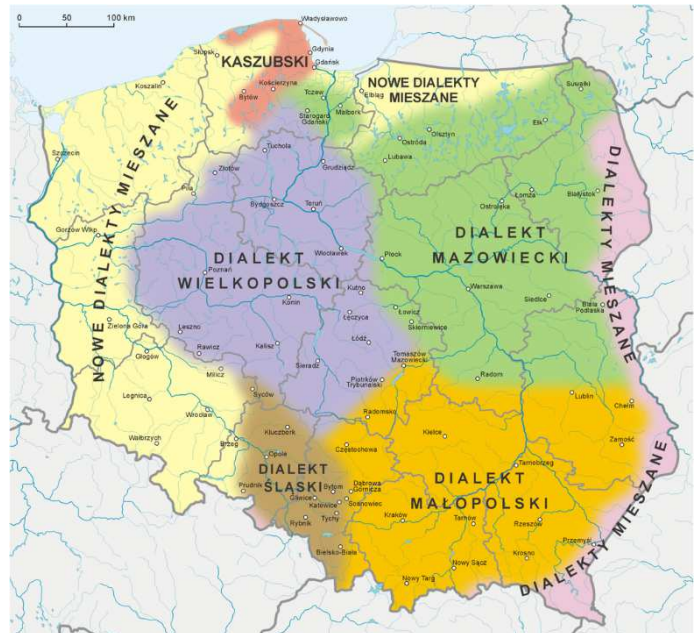 0 50 100 km
Władysławowo
Gdynia
Gdańsk
Słupsk
KASZUBSKI
Kościerzyna
Bytów
Koszalin
Tczew
Malbork
Elbląg
Starogard
Gdański
NOWE DIALEKTY
MIESZANE
Suwałki
Ełk
Olsztyn
Ostróda
Lubawa
Szczecin
Tuchola
Złotów
Grudziądz
Piła
Bydgoszcz
Toruń
Łomża
Białystok
Ostrołęka
Gorzów Wlkp
NOWE DIALEKTY MIESZANE
DIALEKT
WIELKOPOLSKI
Poznań
Włocławek
Płock
DIALEKT
MAZOWIECKI
DIALEKTY MIESZANE
Konin
Kutno
Łęczyca
Łowicz
Skierniewice
Warszawa
Siedlce
Biała
Podlaska
Zielona Góra
Leszno
Głogów
Rawicz
Kalisz
Sieradz
Łódź
Tomaszów
Mazowiecki
Piotrków
Trybunalski
Radom
Milicz
Syców
Legnica
Wrocław
Wałbrzych
Brzeg
Radomsko
Lublin
Chełm
Zamość
Kielce
Kluczbork
Częstochowa
Opole
DIALEKT
ŚLĄSKI
Prudnik
Tarnobrzeg
DIALEKT
MAŁOPOLSKI
Bytom
Dąbrowa
Górnicza
Gliwice
Katowice
Sosnowiec
Tychy
Rybnik
Kraków
Tarnów
Rzeszów
Przemyśl
Bielsko-Biała
Krosno
Nowy Sącz
Nowy Targ
DIALEKTY MIESZANE